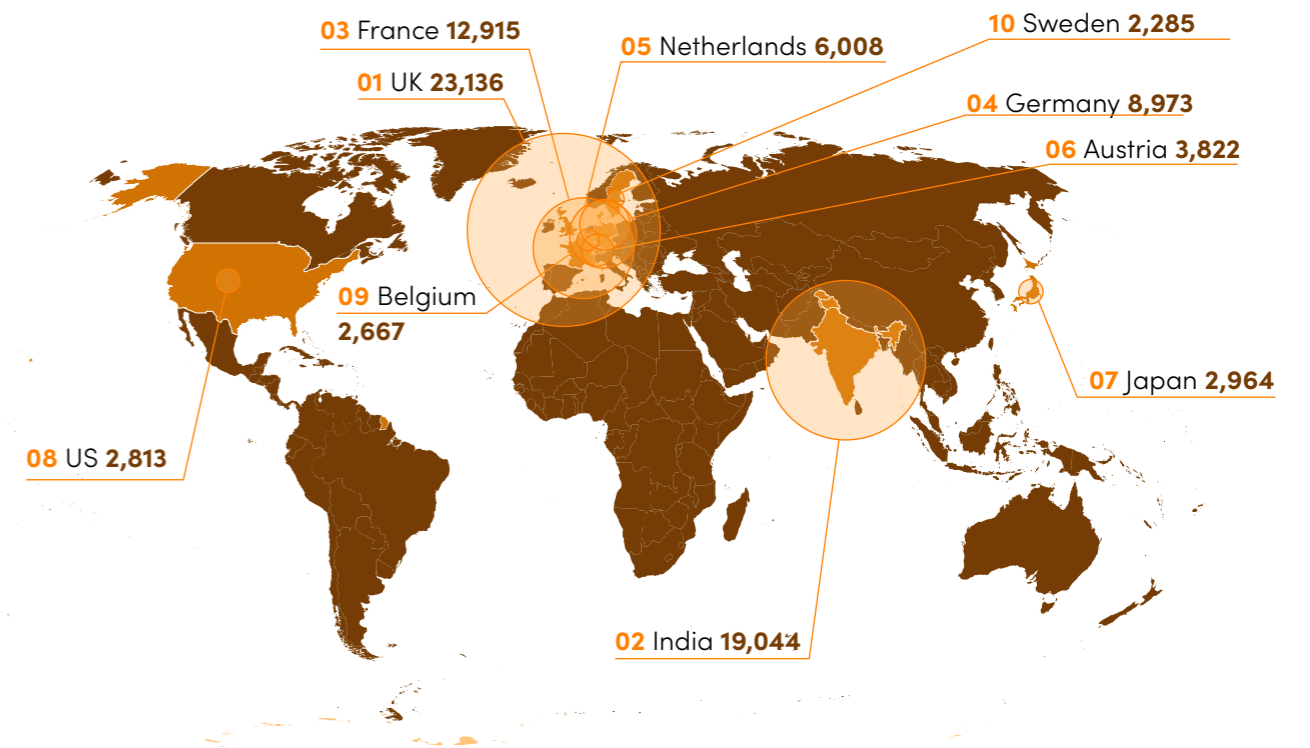 03 France 12,915
10 Sweden 2,285
05 Netherlands 6,008
01 UK 23,136
04 Germany 8,973
06 Austria 3,822
09 Belgium
2,667
07 Japan 2,964
08 US 2,813
02 India 19,044